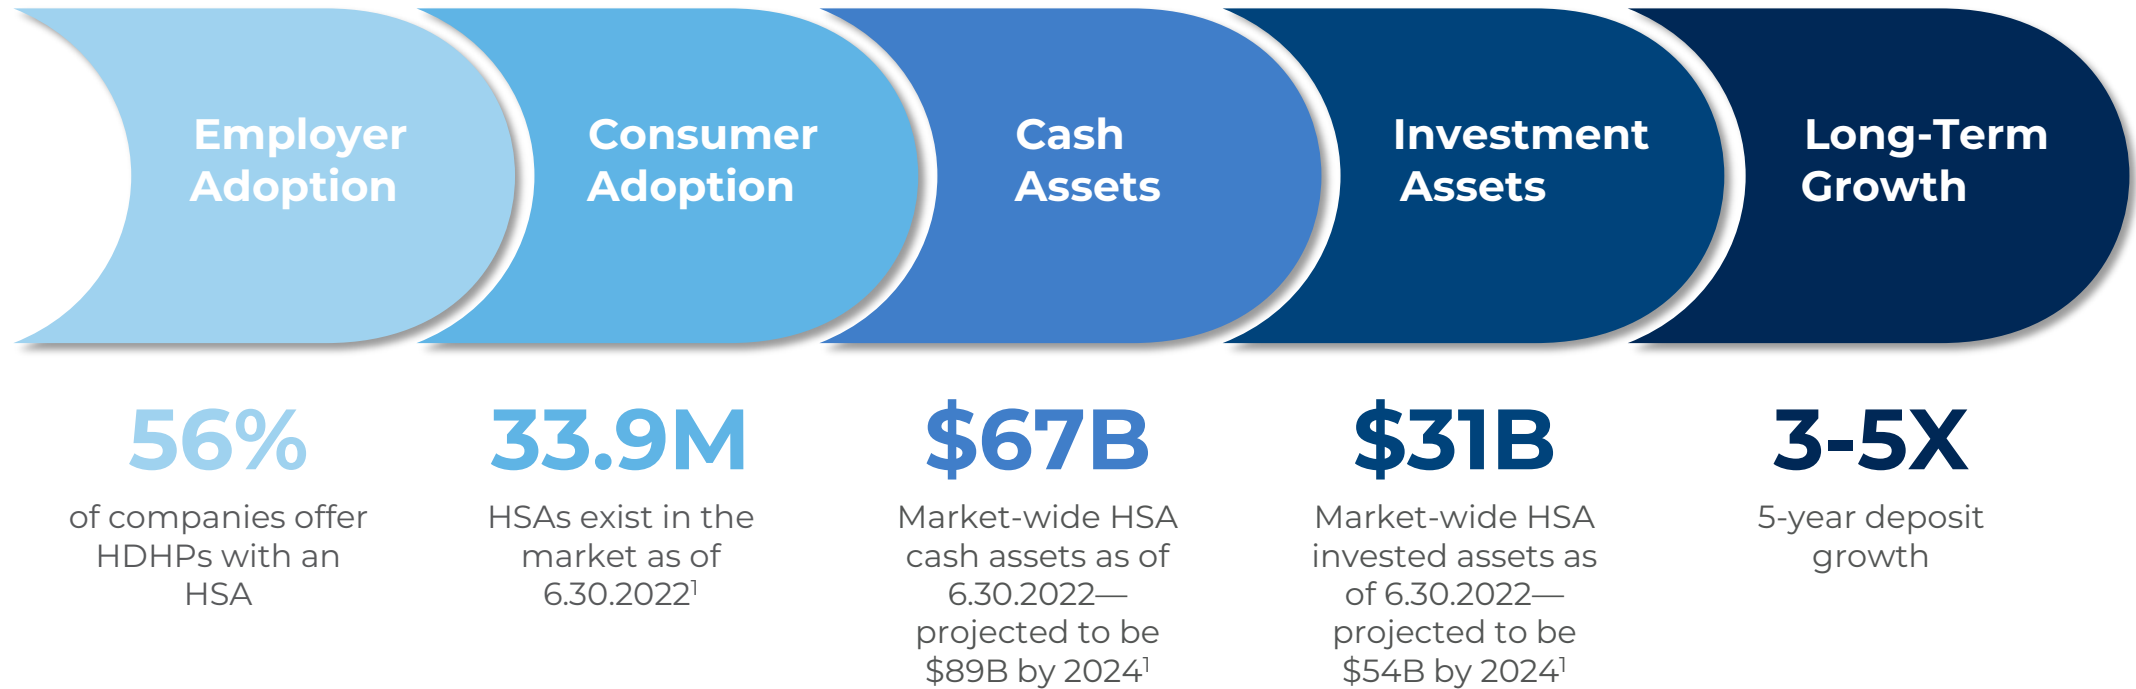 Employer
Adoption
Consumer
Adoption
Cash
Assets
Investment
Assets
Long-Term
Growth
56%
of companies offer
HDHPs with an
HSA
33.9M
HSAs exist in the
market as of
6.30.2022¹
$67B
Market-wide HSA
cash assets as of
6.30.2022—
projected to be
$89B by 2024¹
$31B
Market-wide HSA
invested assets as
of 6.30.2022—
projected to be
$54B by 2024¹
3-5X
5-year deposit
growth